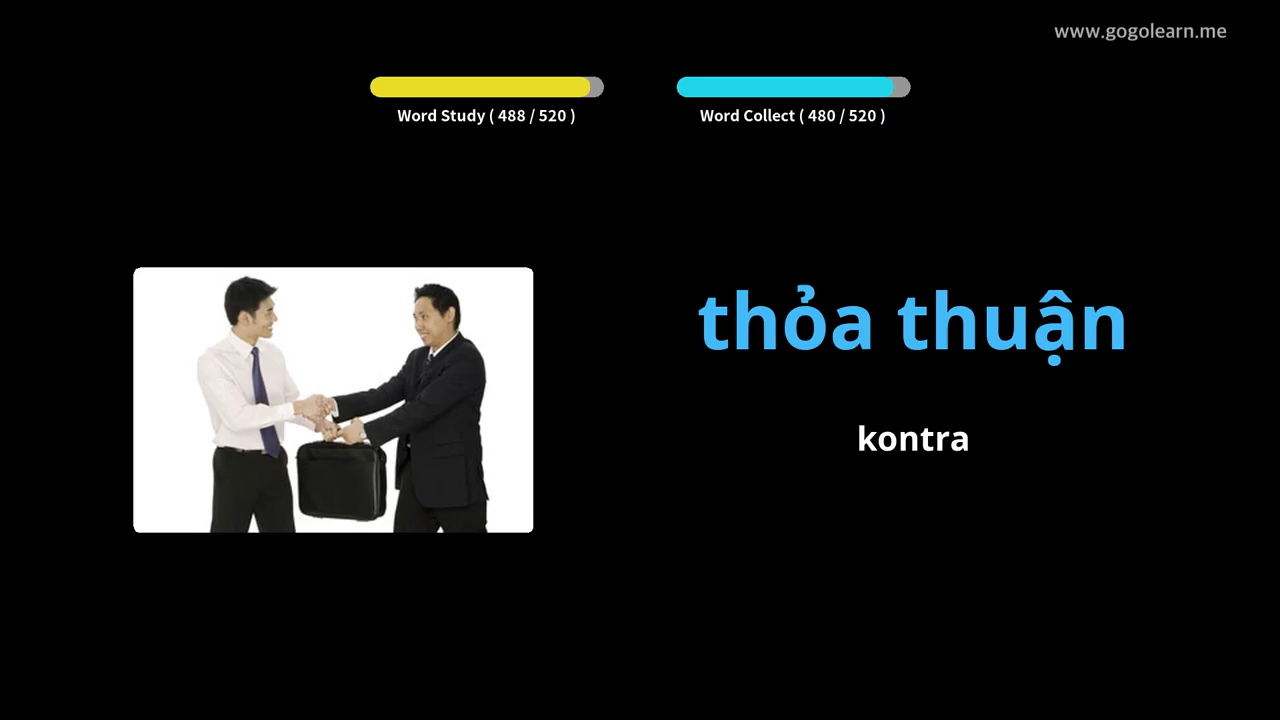 www.gogolearn.me
Word Study ( 488 / 520 )
Word Collect ( 480 / 520 )
thỏa thuận
kontra